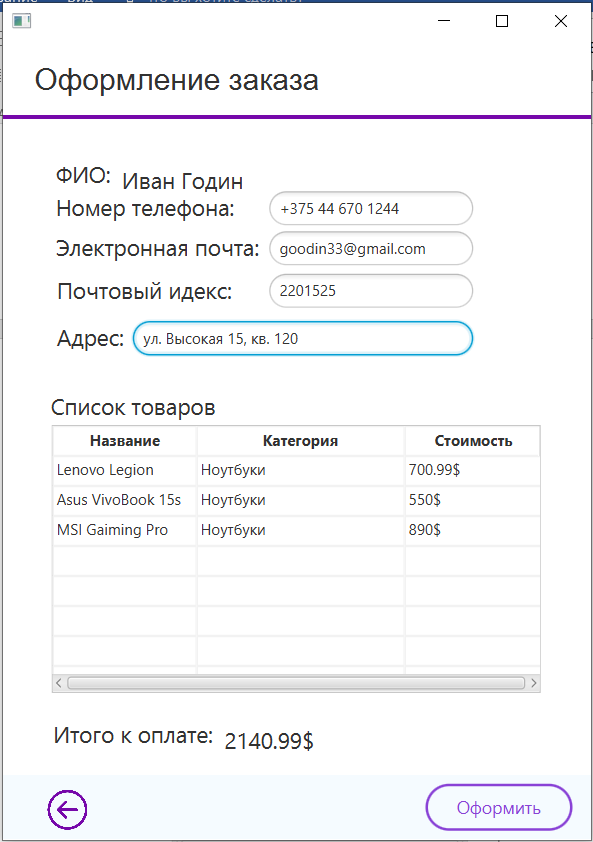 Оформление заказа
ФИО: Иван Годин
Номер телефона: +375 44 670 1244
Электронная почта: goodin33@gmail.com
Почтовый идекс: 2201525
Адрес: ул. Высокая 15, кв. 120
Список товаров
Название Категория Стоимость
Lenovo Legion Ноутбуки 700.99$
Asus VivoBook 15s Ноутбуки 550$
MSI Gaiming Pro Ноутбуки 890$
Итого к оплате: 2140.99$
Оформить